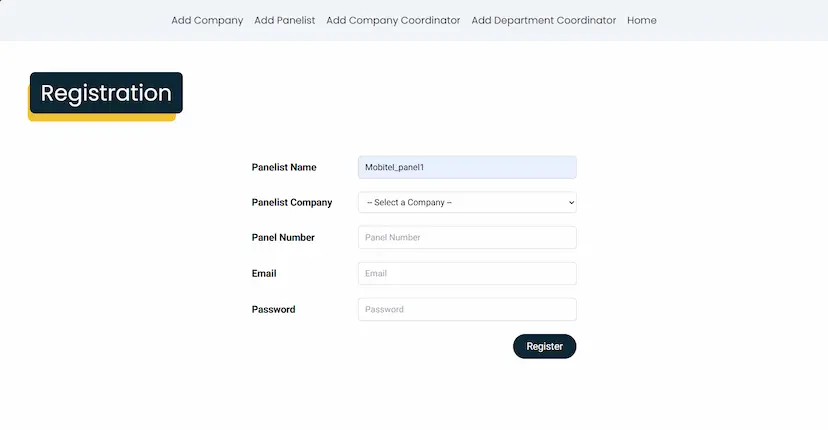 Add Company Add Panelist Add Company Coordinator Add Department Coordinator Home
Registration
Panelist Name Mobitel_panel1
Panelist Company -- Select a Company --
Panel Number Panel Number
Email Email
Password Password
Register